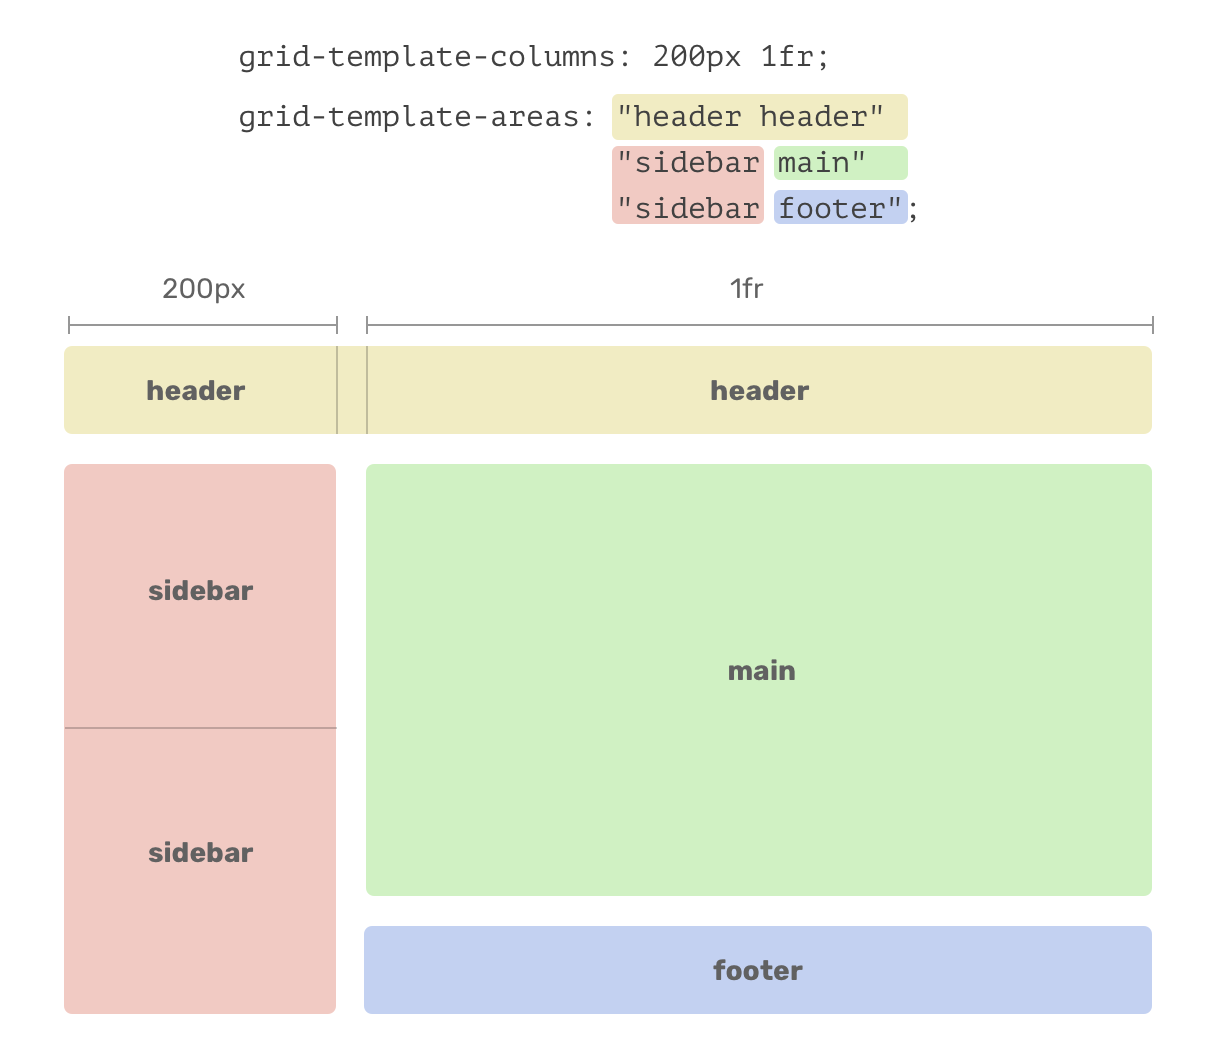 grid-template-columns: 200px 1fr;
grid-template-areas: "header header"
"sidebar main"
"sidebar footer";
200px 1fr
header header
sidebar
main
sidebar
footer